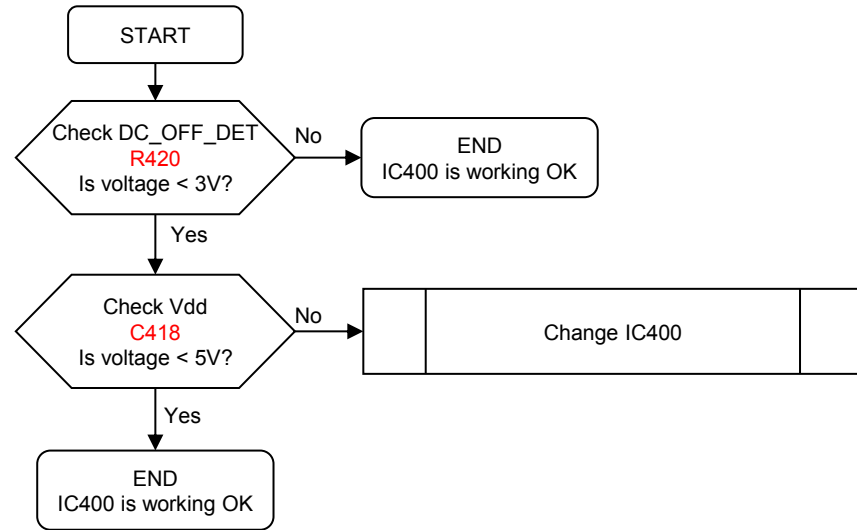 START
Check DC_OFF_DET
R420
Is voltage < 3V?
No
END
IC400 is working OK
Yes
Check Vdd
C418
Is voltage < 5V?
No
Change IC400
Yes
END
IC400 is working OK